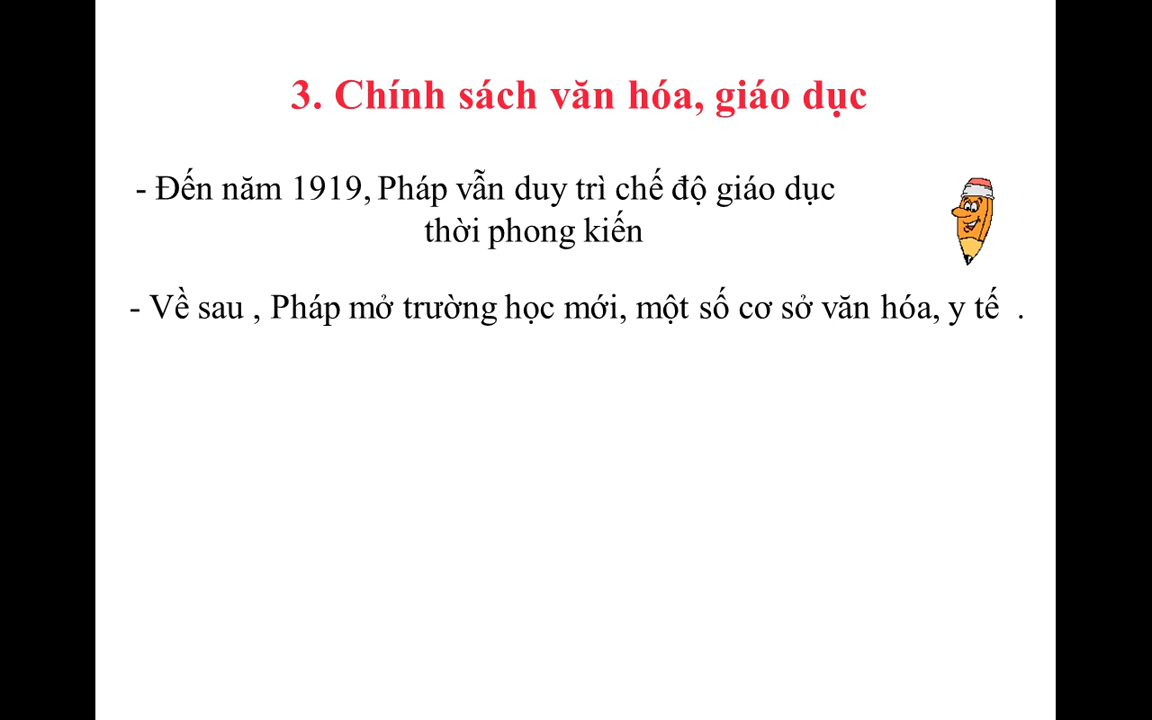 3. Chính sách văn hóa, giáo dục
- Đến năm 1919, Pháp vẫn duy trì chế độ giáo dục
thời phong kiến
- Về sau , Pháp mở trường học mới, một số cơ sở văn hóa, y tế .